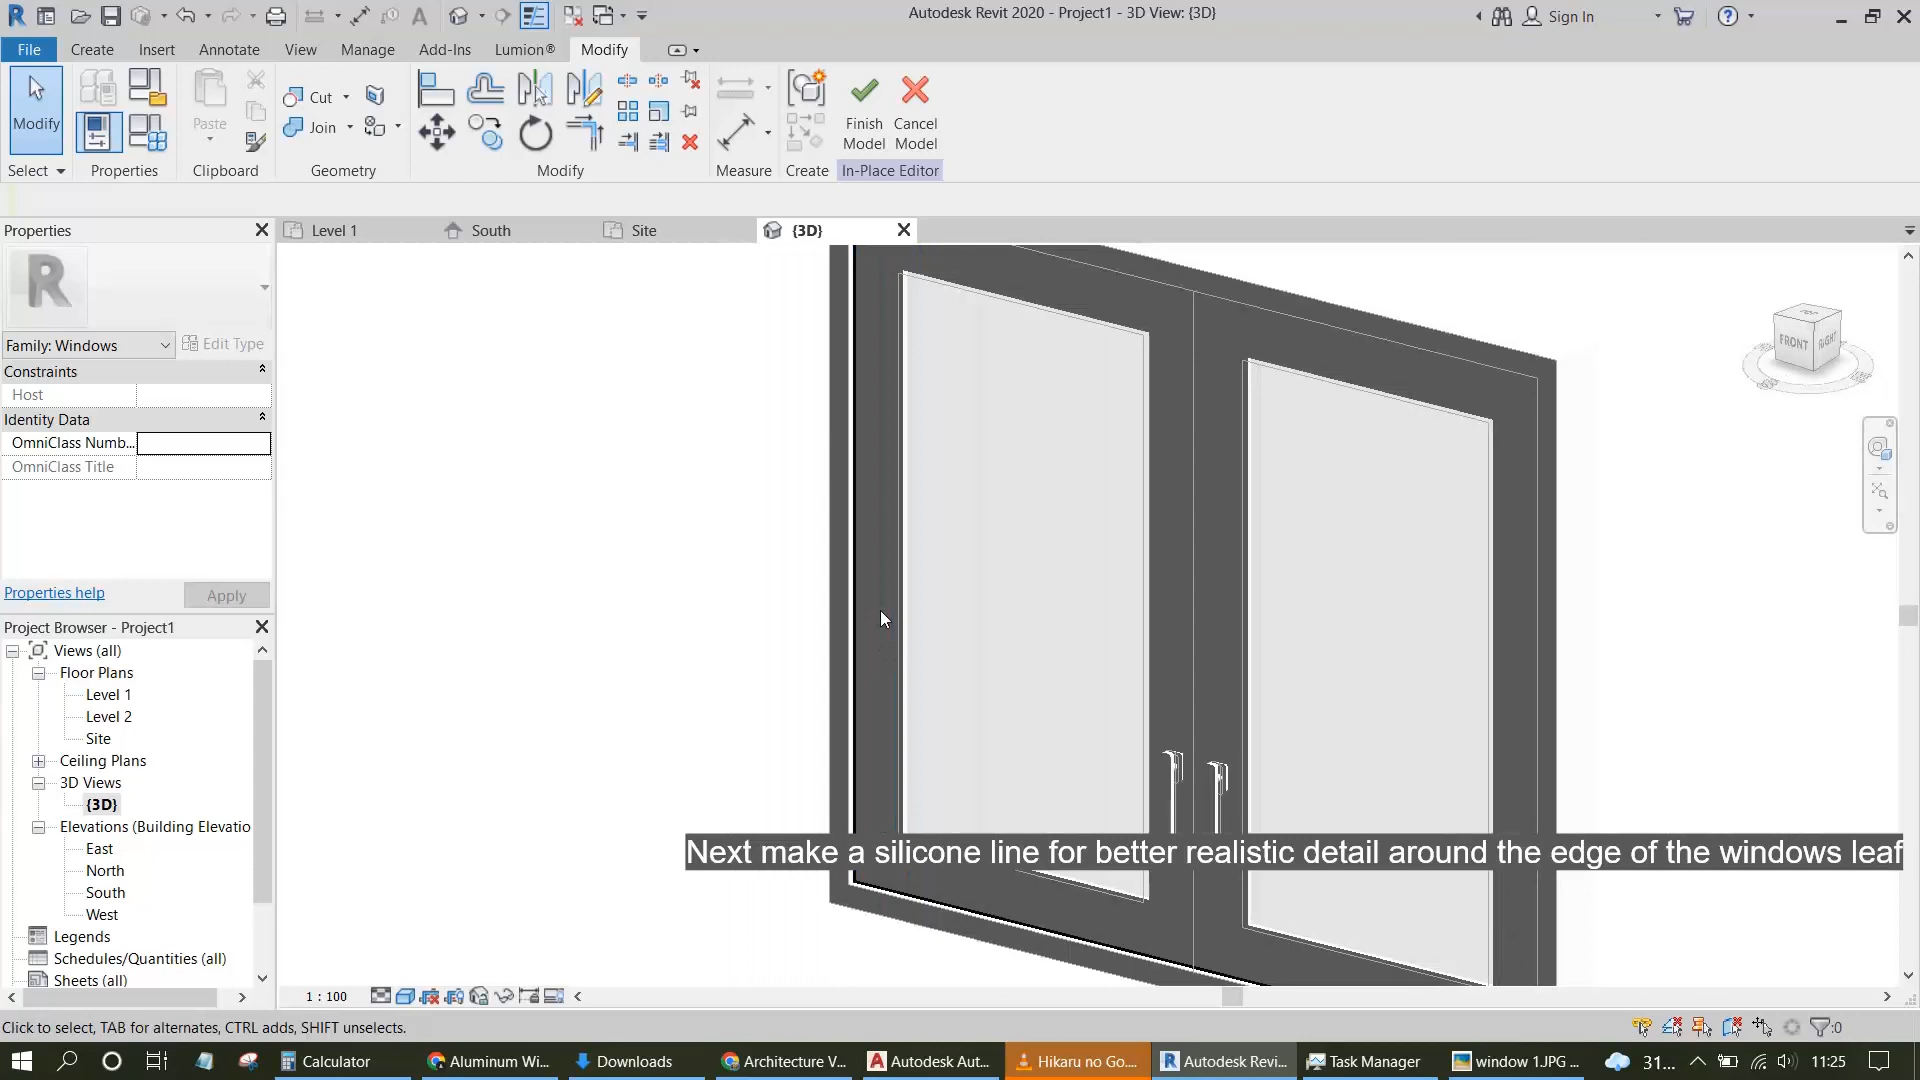 Autodesk Revit 2020 - Project1 - 3D View: {3D}
Sign In
File
Create
Insert
Annotate
View
Manage
Add-Ins
Lumion®
Modify
Modify
Paste
Cut
Join
Finish Model
Cancel Model
Select
Properties
Clipboard
Geometry
Modify
Measure
Create
In-Place Editor
Properties
Level 1
South
Site
{3D}
Family: Windows
Edit Type
Constraints
Host
Identity Data
OmniClass Numb...
OmniClass Title
Properties help
Apply
TOP
FRONT
RIGHT
Project Browser - Project1
Views (all)
Floor Plans
Level 1
Level 2
Site
Ceiling Plans
3D Views
{3D}
Elevations (Building Elevatio
East
North
South
West
Legends
Schedules/Quantities (all)
Sheets (all)
Next make a silicone line for better realistic detail around the edge of the windows leaf
1 : 100
Click to select, TAB for alternates, CTRL adds, SHIFT unselects.
:0
Calculator
Aluminum Wi...
Downloads
Architecture V...
Autodesk Aut...
Hikaru no Go....
Autodesk Revi...
Task Manager
window 1.JPG ...
31...
11:25